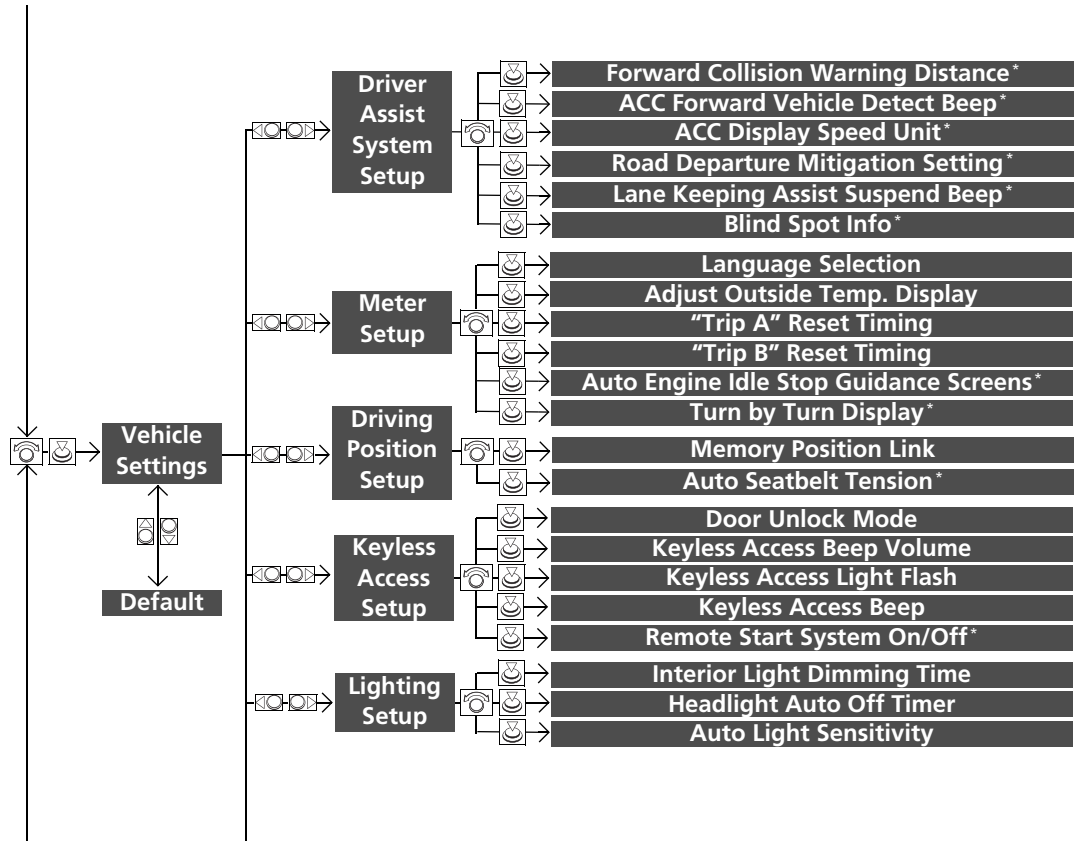 Driver
Assist
System
Setup
Forward Collision Warning Distance*
ACC Forward Vehicle Detect Beep*
ACC Display Speed Unit*
Road Departure Mitigation Setting*
Lane Keeping Assist Suspend Beep*
Blind Spot Info*
Meter
Setup
Language Selection
Adjust Outside Temp. Display
“Trip A” Reset Timing
“Trip B” Reset Timing
Auto Engine Idle Stop Guidance Screens*
Turn by Turn Display*
Vehicle
Settings
Default
Driving
Position
Setup
Memory Position Link
Auto Seatbelt Tension*
Keyless
Access
Setup
Door Unlock Mode
Keyless Access Beep Volume
Keyless Access Light Flash
Keyless Access Beep
Remote Start System On/Off*
Lighting
Setup
Interior Light Dimming Time
Headlight Auto Off Timer
Auto Light Sensitivity